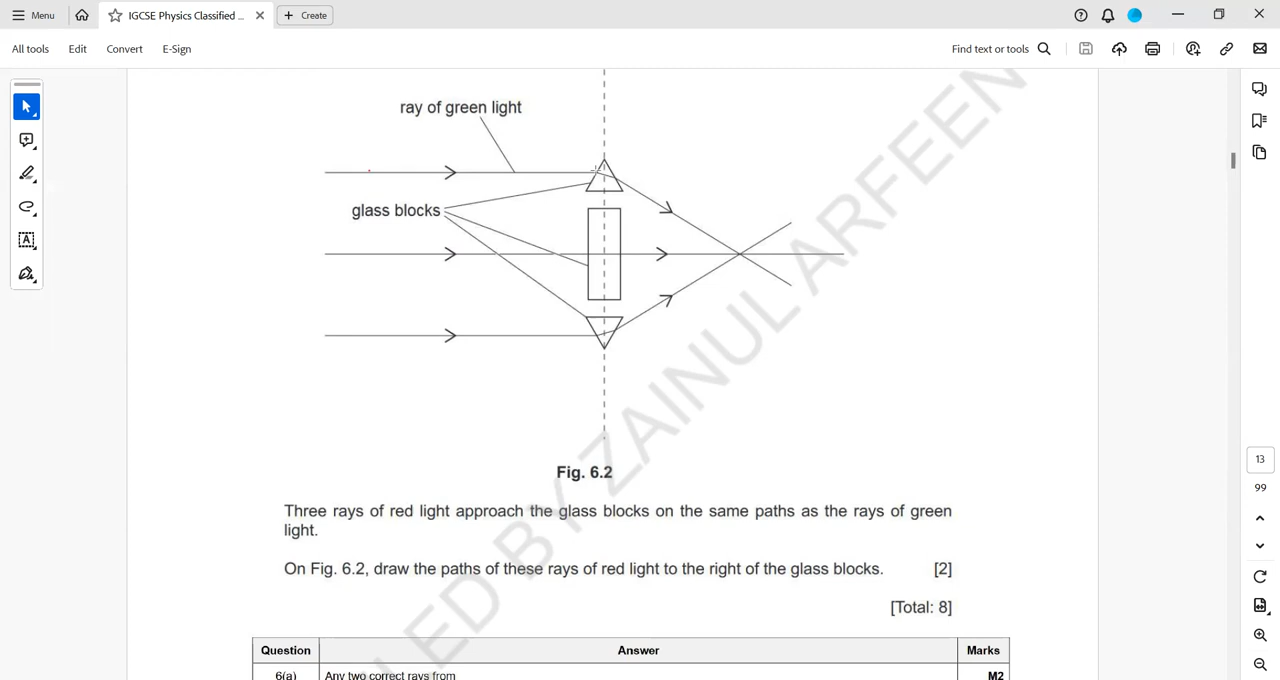 Menu
IGCSE Physics Classified ...
Create
All tools
Edit
Convert
E-Sign
Find text or tools
ray of green light
glass blocks
Fig. 6.2
Three rays of red light approach the glass blocks on the same paths as the rays of green
light.
On Fig. 6.2, draw the paths of these rays of red light to the right of the glass blocks. [2]
[Total: 8]
Question Answer Marks
6(a) Any two correct rays from M2
LED BY ZAINUL ARFEEN
13
99